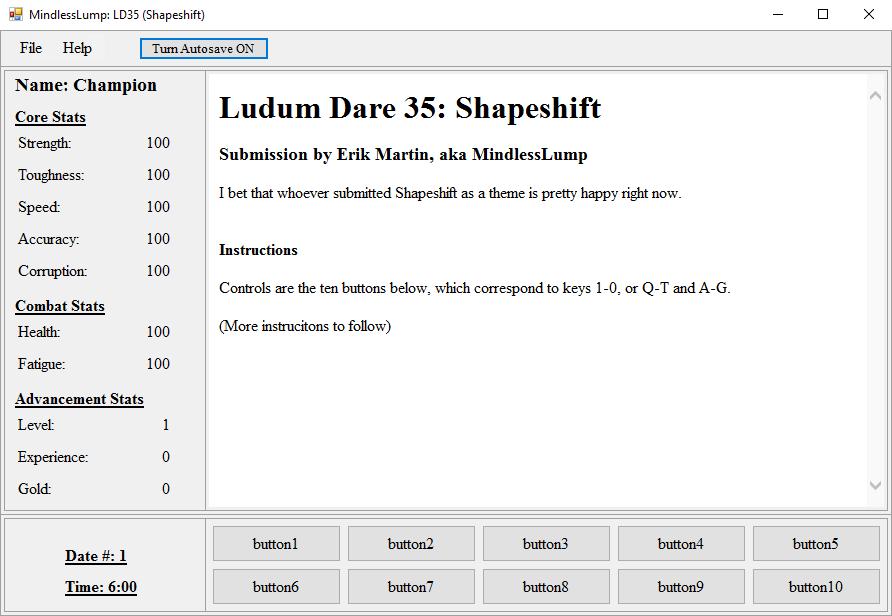 MindlessLump: LD35 (Shapeshift)
File Help Turn Autosave ON
Name: Champion
Core Stats
Strength: 100
Toughness: 100
Speed: 100
Accuracy: 100
Corruption: 100
Combat Stats
Health: 100
Fatigue: 100
Advancement Stats
Level: 1
Experience: 0
Gold: 0
Ludum Dare 35: Shapeshift
Submission by Erik Martin, aka MindlessLump
I bet that whoever submitted Shapeshift as a theme is pretty happy right now.
Instructions
Controls are the ten buttons below, which correspond to keys 1-0, or Q-T and A-G.
(More instrucitons to follow)
Date #: 1
Time: 6:00
button1 button2 button3 button4 button5
button6 button7 button8 button9 button10